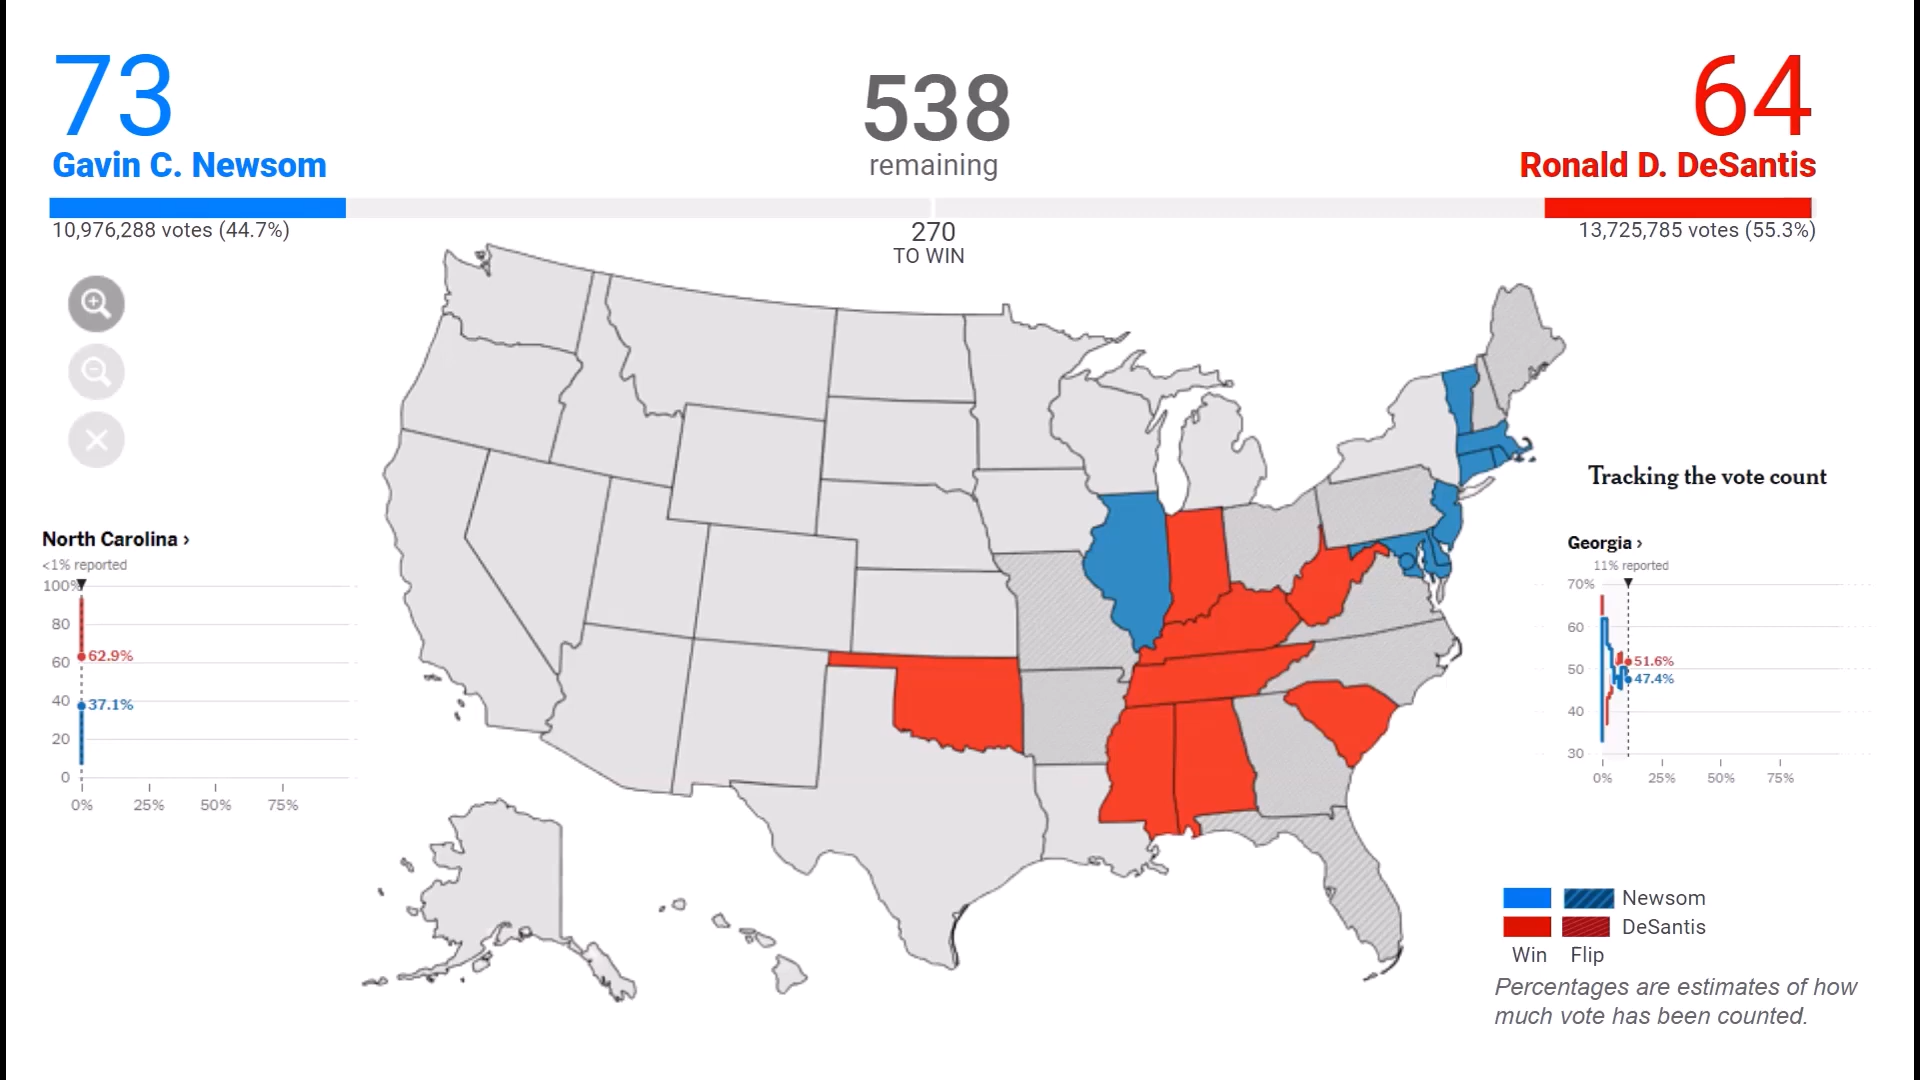 73
538
64
Gavin C. Newsom
remaining
Ronald D. DeSantis
10,976,288 votes (44.7%)
270
TO WIN
13,725,785 votes (55.3%)
Tracking the vote count
North Carolina ›
<1% reported
100%
80
62.9%
60
37.1%
40
20
0
0% 25% 50% 75%
Georgia ›
11% reported
70%
60
51.6%
50
47.4%
40
30
0% 25% 50% 75%
Newsom
DeSantis
Win Flip
Percentages are estimates of how
much vote has been counted.